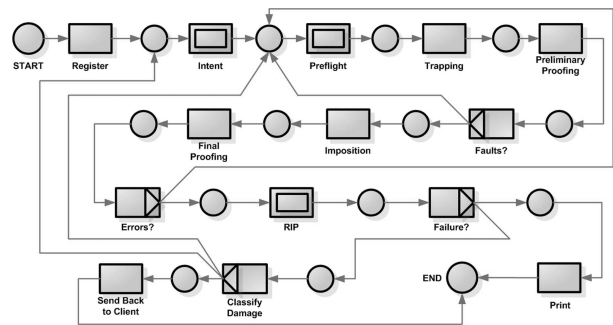 START
Register
Intent
Preflight
Trapping
Preliminary
Proofing
Final
Proofing
Imposition
Faults?
Errors?
RIP
Failure?
Send Back
to Client
Classify
Damage
END
Print